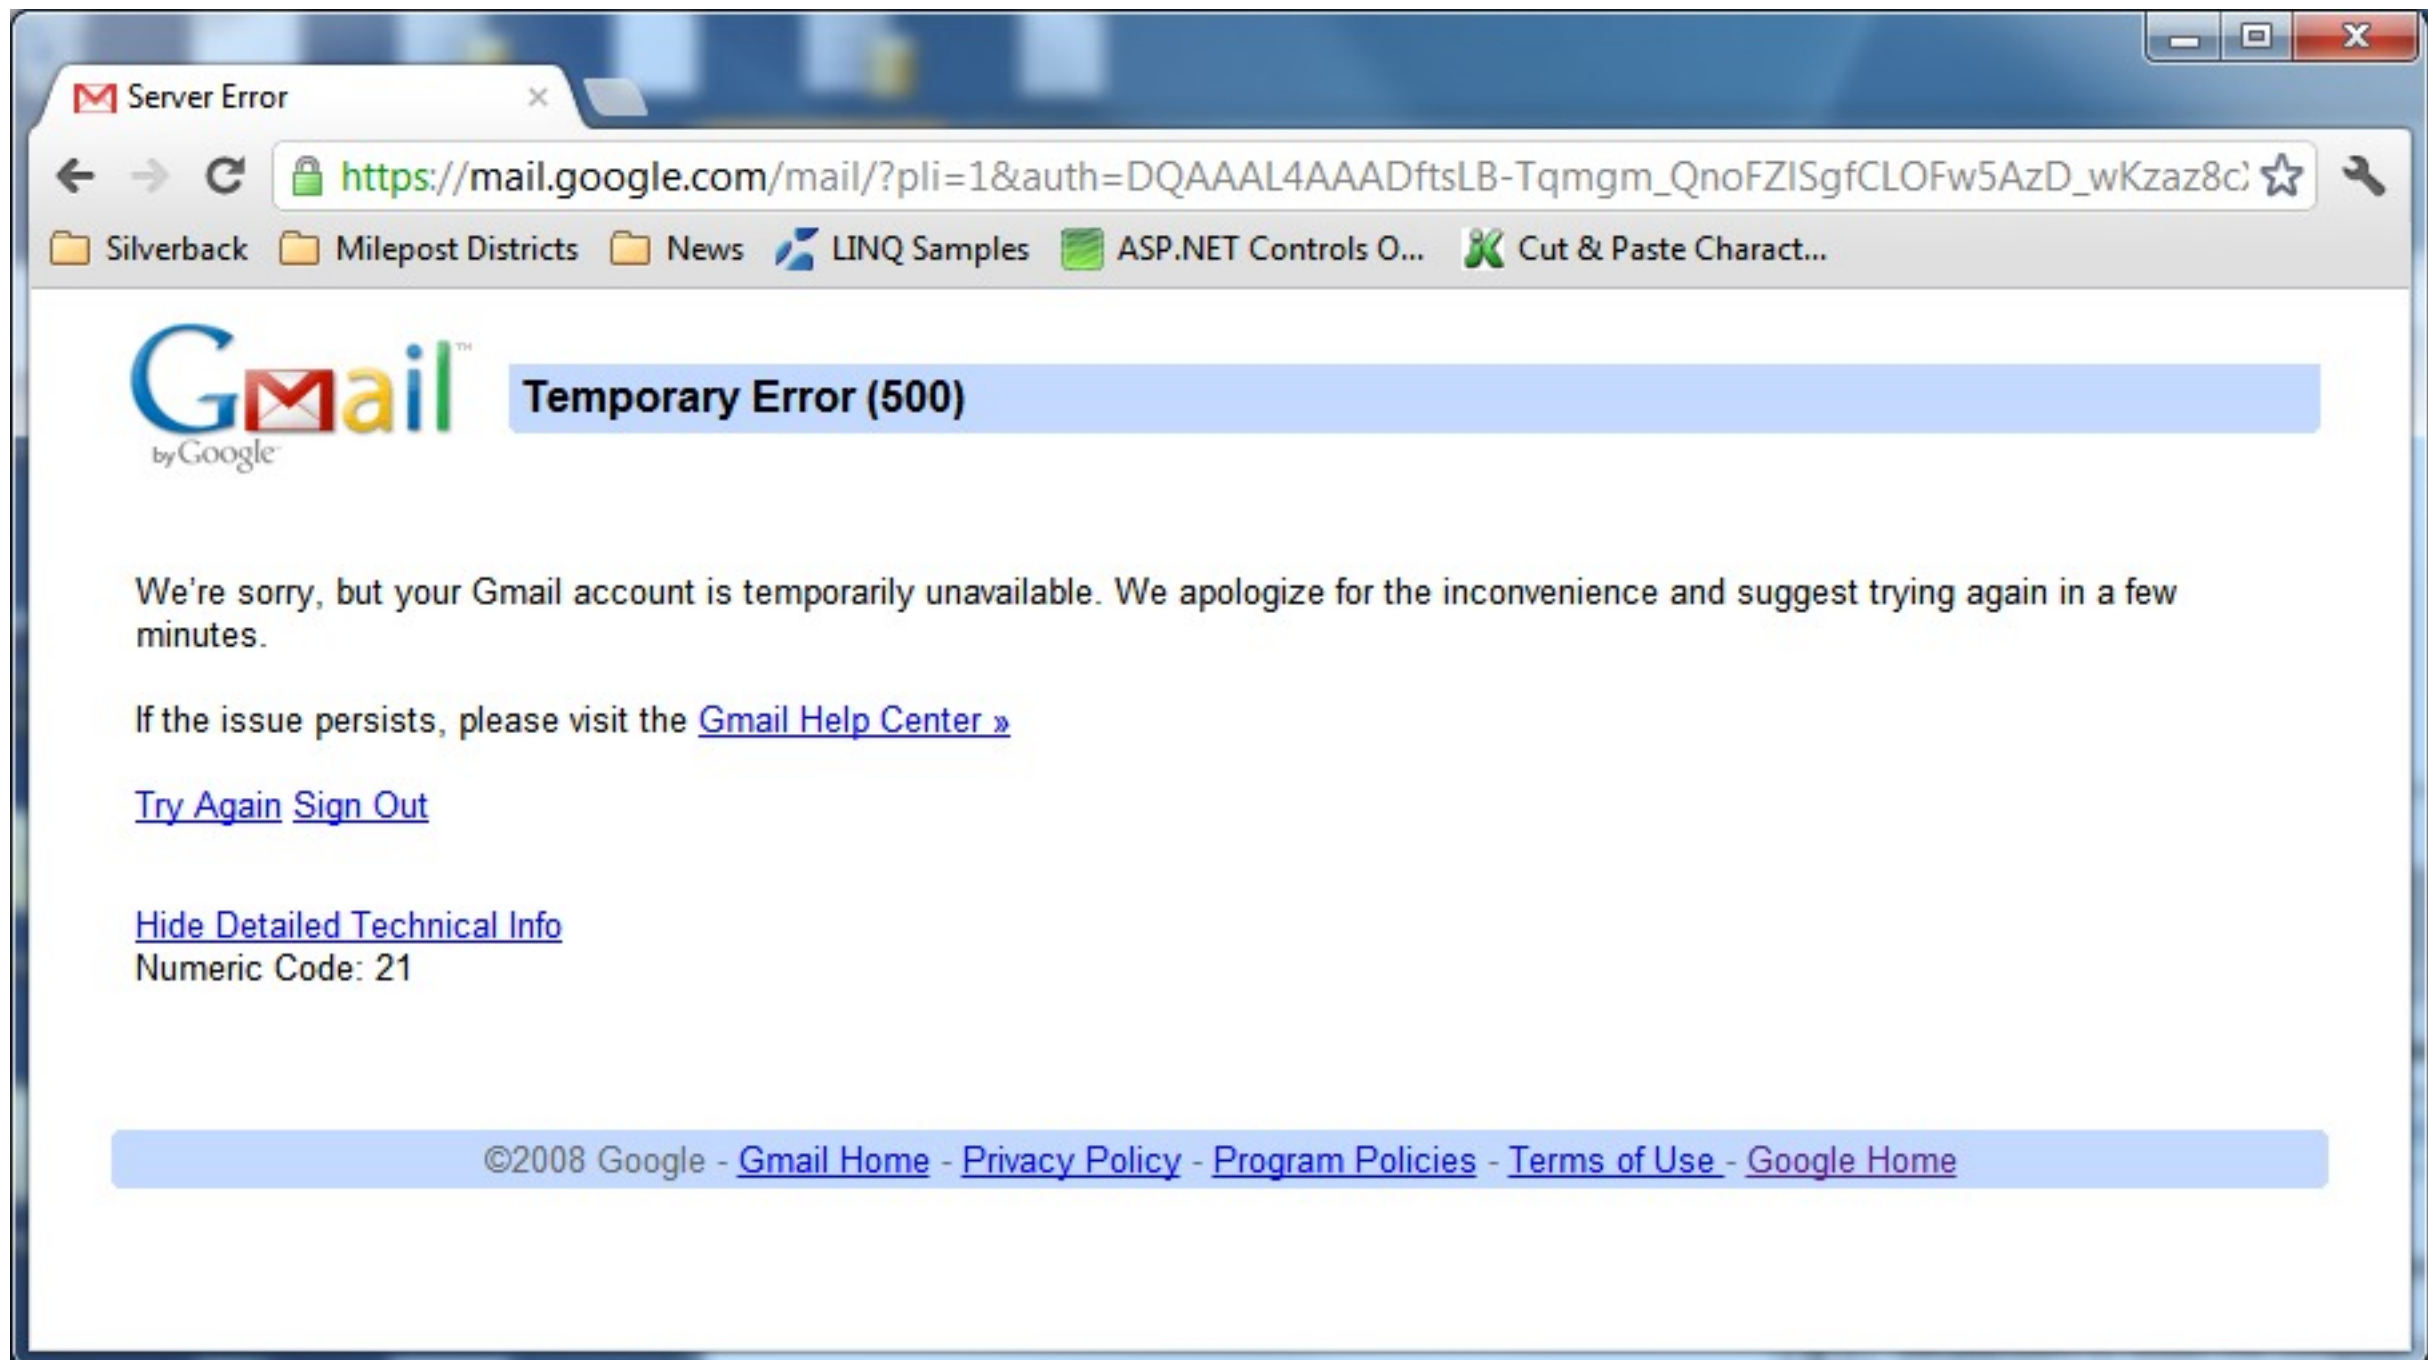 Server Error
https://mail.google.com/mail/?pli=1&auth=DQAAAL4AAADftsLB-Tqmgm_QnoFZISgfCLOFw5AzD_wKzaz8c
Silverback Milepost Districts News LINQ Samples ASP.NET Controls O... Cut & Paste Charact...
Gmail™
by Google™
Temporary Error (500)
We're sorry, but your Gmail account is temporarily unavailable. We apologize for the inconvenience and suggest trying again in a few
minutes.
If the issue persists, please visit the Gmail Help Center »
Try Again Sign Out
Hide Detailed Technical Info
Numeric Code: 21
©2008 Google - Gmail Home - Privacy Policy - Program Policies - Terms of Use - Google Home